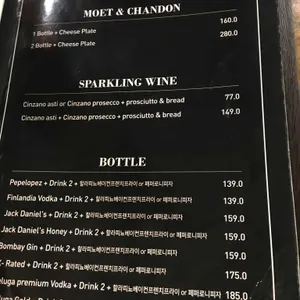 MOET & CHANDON
1 Bottle + Cheese Plate 160.0
2 Bottle + Cheese Plate 280.0
SPARKLING WINE
Cinzano asti or Cinzano prosecco + prosciutto & bread 77.0
Cinzano asti + Cinzano prosecco + prosciutto & bread 149.0
BOTTLE
Pepelopez + Drink 2 + 할라피뇨베이컨프렌치프라이 or 페퍼로니피자 139.0
Finlandia Vodka + Drink 2 + 할라피뇨베이컨프렌치프라이 or 페퍼로니피자 139.0
Jack Daniel's + Drink 2 + 할라피뇨베이컨프렌치프라이 or 페퍼로니피자 159.0
Jack Daniel's Honey + Drink 2 + 할라피뇨베이컨프렌치프라이 or 페퍼로니피자 159.0
Bombay Gin + Drink 2 + 할라피뇨베이컨프렌치프라이 or 페퍼로니피자 159.0
- Rated + Drink 2 + 할라피뇨베이컨프렌치프라이 or 페퍼로니피자 175.0
luga premium Vodka + Drink 2 + 할라피뇨베이컨프렌치프라이 or 페퍼로니피자 185.0